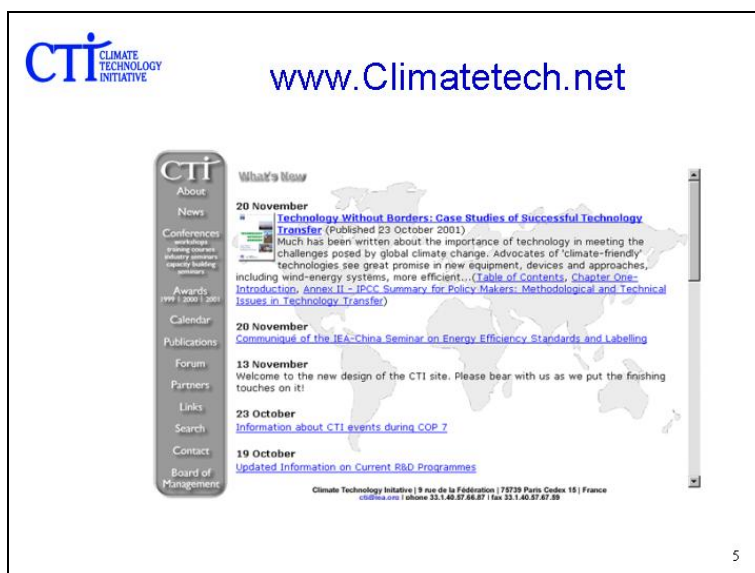 CTI CLIMATE
TECHNOLOGY
INITIATIVE
www.Climatetech.net
CTI
About
News
Conferences
workshops
training courses
industry seminars
capacity building
seminars
Awards
1999 | 2000 | 2001
Calendar
Publications
Forum
Partners
Links
Search
Contact
Board of
Management
What's New
20 November
Technology Without Borders: Case Studies of Successful Technology
Transfer (Published 23 October 2001)
Much has been written about the importance of technology in meeting the
challenges posed by global climate change. Advocates of 'climate-friendly'
technologies see great promise in new equipment, devices and approaches,
including wind-energy systems, more efficient...(Table of Contents, Chapter One-
Introduction, Annex II - IPCC Summary for Policy Makers: Methodological and Technical
Issues in Technology Transfer)
20 November
Communiqué of the IEA-China Seminar on Energy Efficiency Standards and Labelling
13 November
Welcome to the new design of the CTI site. Please bear with us as we put the finishing
touches on it!
23 October
Information about CTI events during COP 7
19 October
Updated Information on Current R&D Programmes
Climate Technology Initative | 9 rue de la Fédération | 75739 Paris Cedex 15 | France
cti@iea.org | phone 33.1.40.57.66.87 | fax 33.1.40.57.67.59
5